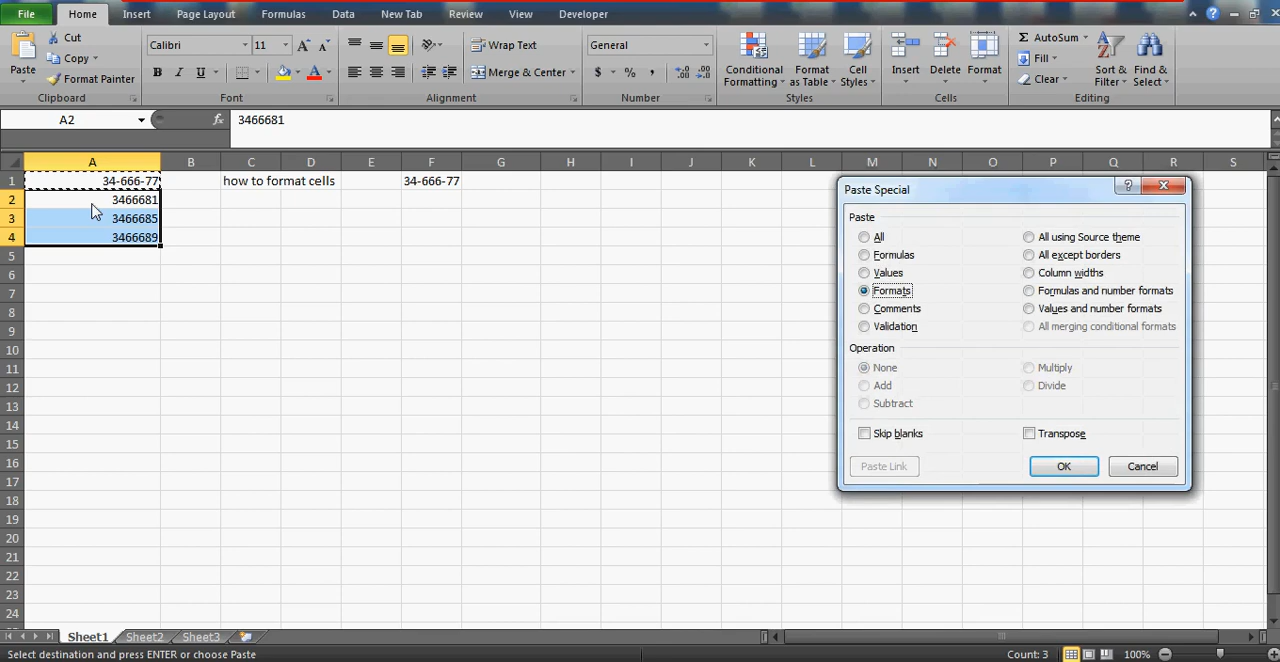 File Home Insert Page Layout Formulas Data New Tab Review View Developer
Cut
Copy
Format Painter
Paste
Clipboard
Calibri 11 A A
B I U A
Font
Wrap Text
Merge & Center
Alignment
General
$ % , .0 .00 .00 .0
Number
Conditional Formatting Format as Table Cell Styles
Styles
Insert Delete Format
Cells
Σ AutoSum
Fill
Clear
Sort & Filter Find & Select
Editing
A2 fx 3466681
A B C D E F G H I J K L M N O P Q R S
1 34-666-77 how to format cells 34-666-77
2 3466681
3 3466685
4 3466689
5
6
7
8
9
10
11
12
13
14
15
16
17
18
19
20
21
22
23
24
Paste Special
Paste
All All using Source theme
Formulas All except borders
Values Column widths
Formats Formulas and number formats
Comments Values and number formats
Validation All merging conditional formats
Operation
None Multiply
Add Divide
Subtract
Skip blanks Transpose
Paste Link OK Cancel
Sheet1 Sheet2 Sheet3
Select destination and press ENTER or choose Paste Count: 3 100%